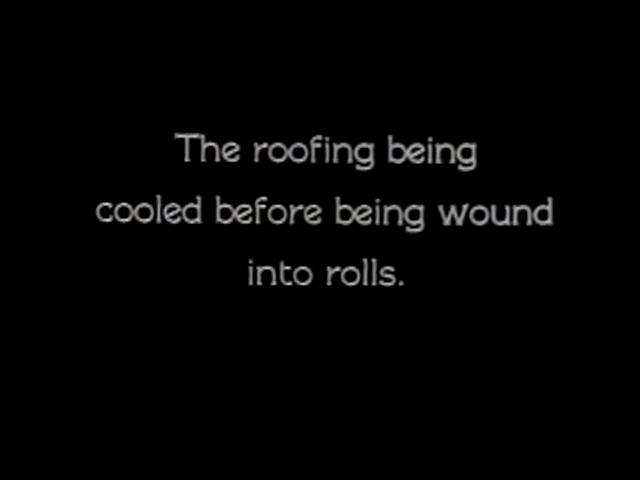 The roofing being
cooled before being wound
into rolls.